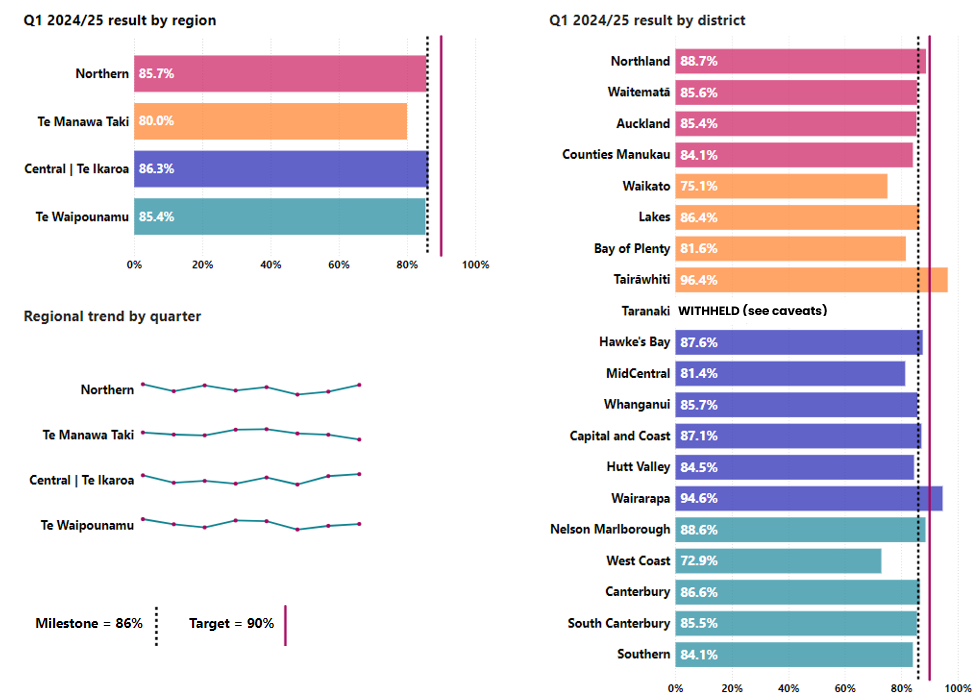 Q1 2024/25 result by region
Northern 85.7%
Te Manawa Taki 80.0%
Central | Te Ikaroa 86.3%
Te Waipounamu 85.4%
0% 20% 40% 60% 80% 100%
Regional trend by quarter
Northern
Te Manawa Taki
Central | Te Ikaroa
Te Waipounamu
Milestone = 86% Target = 90%
Q1 2024/25 result by district
Northland 88.7%
Waitematā 85.6%
Auckland 85.4%
Counties Manukau 84.1%
Waikato 75.1%
Lakes 86.4%
Bay of Plenty 81.6%
Tairāwhiti 96.4%
Taranaki WITHHELD (see caveats)
Hawke's Bay 87.6%
MidCentral 81.4%
Whanganui 85.7%
Capital and Coast 87.1%
Hutt Valley 84.5%
Wairarapa 94.6%
Nelson Marlborough 88.6%
West Coast 72.9%
Canterbury 86.6%
South Canterbury 85.5%
Southern 84.1%
0% 20% 40% 60% 80% 100%